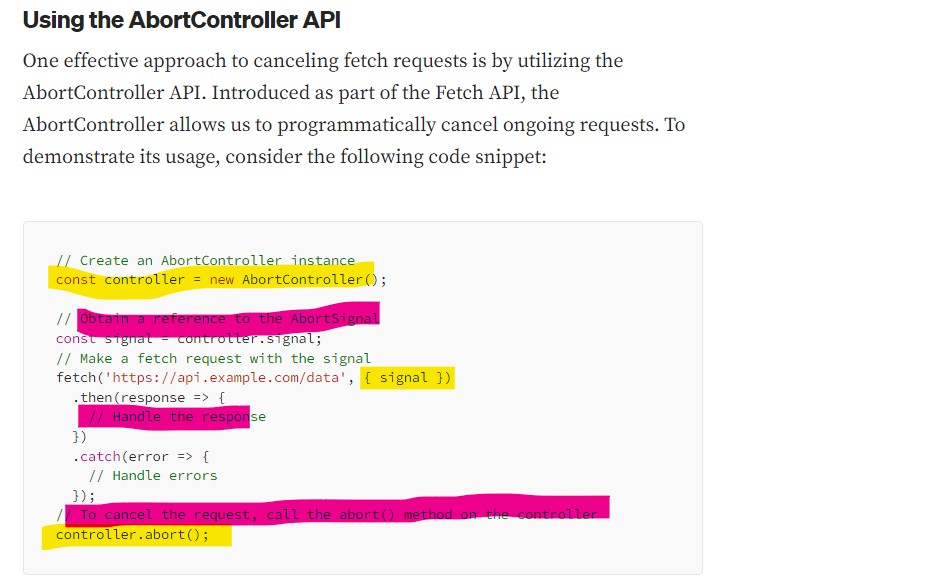 Using the AbortController API
One effective approach to canceling fetch requests is by utilizing the
AbortController API. Introduced as part of the Fetch API, the
AbortController allows us to programmatically cancel ongoing requests. To
demonstrate its usage, consider the following code snippet:
// Create an AbortController instance
const controller = new AbortController();
// Obtain a reference to the AbortSignal
const signal = controller.signal;
// Make a fetch request with the signal
fetch('https://api.example.com/data', { signal })
.then(response => {
// Handle the response
})
.catch(error => {
// Handle errors
});
// To cancel the request, call the abort() method on the controller
controller.abort();